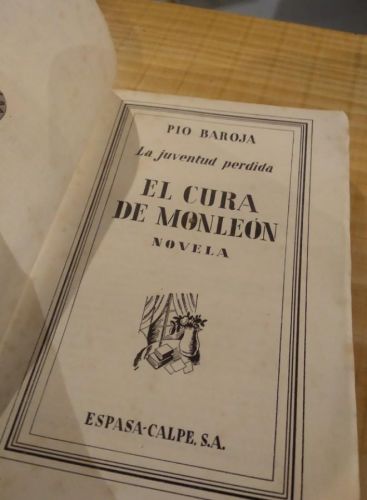 PIO BAROJA
La juventud perdida
EL CURA
DE MONLEÓN
NOVELA
ESPASA-CALPE, S.A.